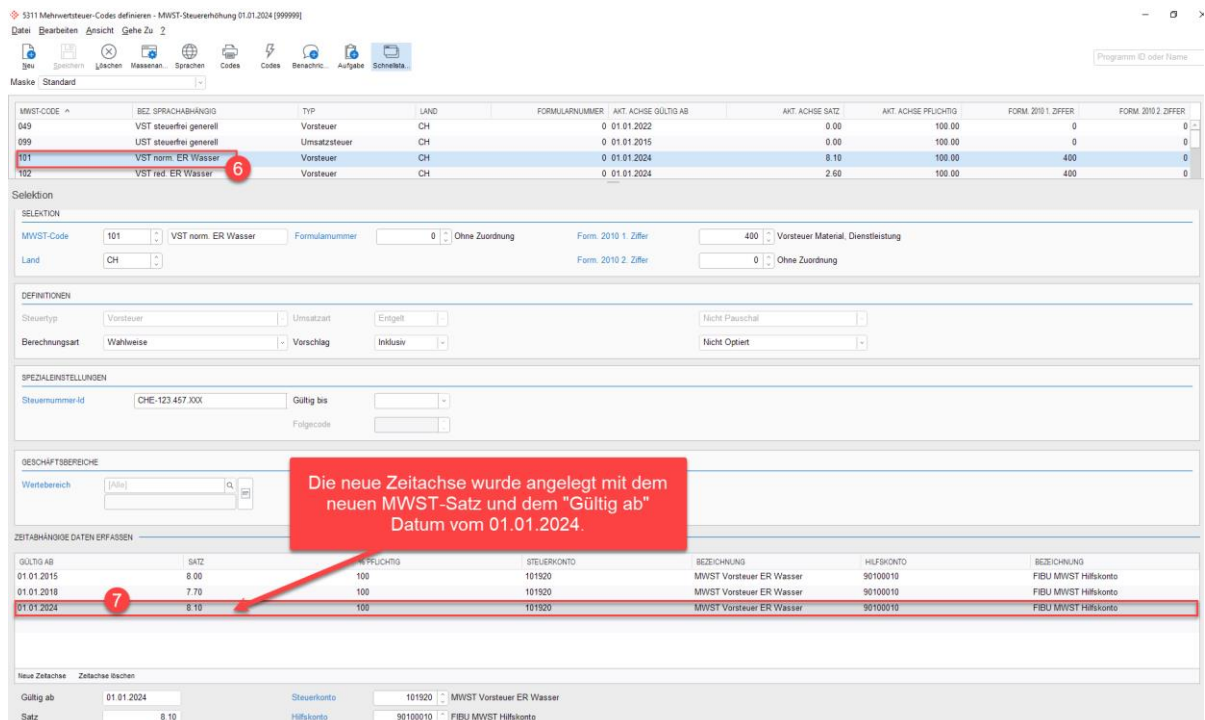 5311 Mehrwertsteuer-Codes definieren - MWST-Steuererhöhung 01.01.2024 [999999]
Datei Bearbeiten Ansicht Gehe Zu ?
Neu Speichern Löschen Massenan... Sprachen Codes Codes Benachric... Aufgabe Schnellsta...
Programm ID oder Name
Maske Standard
MWST-CODE BEZ. SPRACHABHÄNGIG TYP LAND FORMULARNUMMER AKT. ACHSE GÜLTIG AB AKT. ACHSE SATZ AKT. ACHSE PFLICHTIG FORM. 2010 1. ZIFFER FORM. 2010 2. ZIFFER
049 VST steuerfrei generell Vorsteuer CH 0 01.01.2022 0.00 100.00 0 0
099 UST steuerfrei generell Umsatzsteuer CH 0 01.01.2015 0.00 100.00 0 0
101 VST norm. ER Wasser Vorsteuer CH 0 01.01.2024 8.10 100.00 400 0
6
102 VST red. ER Wasser Vorsteuer CH 0 01.01.2024 2.60 100.00 400 0
Selektion
SELEKTION
MWST-Code 101 VST norm. ER Wasser Formularnummer 0 Ohne Zuordnung Form. 2010 1. Ziffer 400 Vorsteuer Material, Dienstleistung
Land CH Form. 2010 2. Ziffer 0 Ohne Zuordnung
DEFINITIONEN
Steuertyp Vorsteuer Umsatzart Entgelt Nicht Pauschal
Berechnungsart Wahlweise Vorschlag Inklusiv Nicht Optiert
SPEZIALEINSTELLUNGEN
Steuernummer-Id CHE-123.457.XXX Gültig bis
Folgecode
GESCHÄFTSBEREICHE
Wertebereich [Alle]
Die neue Zeitachse wurde angelegt mit dem
neuen MWST-Satz und dem "Gültig ab"
Datum vom 01.01.2024.
ZEITABHÄNGIGE DATEN ERFASSEN
GÜLTIG AB SATZ % PFLICHTIG STEUERKONTO BEZEICHNUNG HILFSKONTO BEZEICHNUNG
01.01.2015 8.00 100 101920 MWST Vorsteuer ER Wasser 90100010 FIBU MWST Hilfskonto
01.01.2018 7.70 100 101920 MWST Vorsteuer ER Wasser 90100010 FIBU MWST Hilfskonto
7
01.01.2024 8.10 100 101920 MWST Vorsteuer ER Wasser 90100010 FIBU MWST Hilfskonto
Neue Zeitachse Zeitachse löschen
Gültig ab 01.01.2024 Steuerkonto 101920 MWST Vorsteuer ER Wasser
Satz 8.10 Hilfskonto 90100010 FIBU MWST Hilfskonto